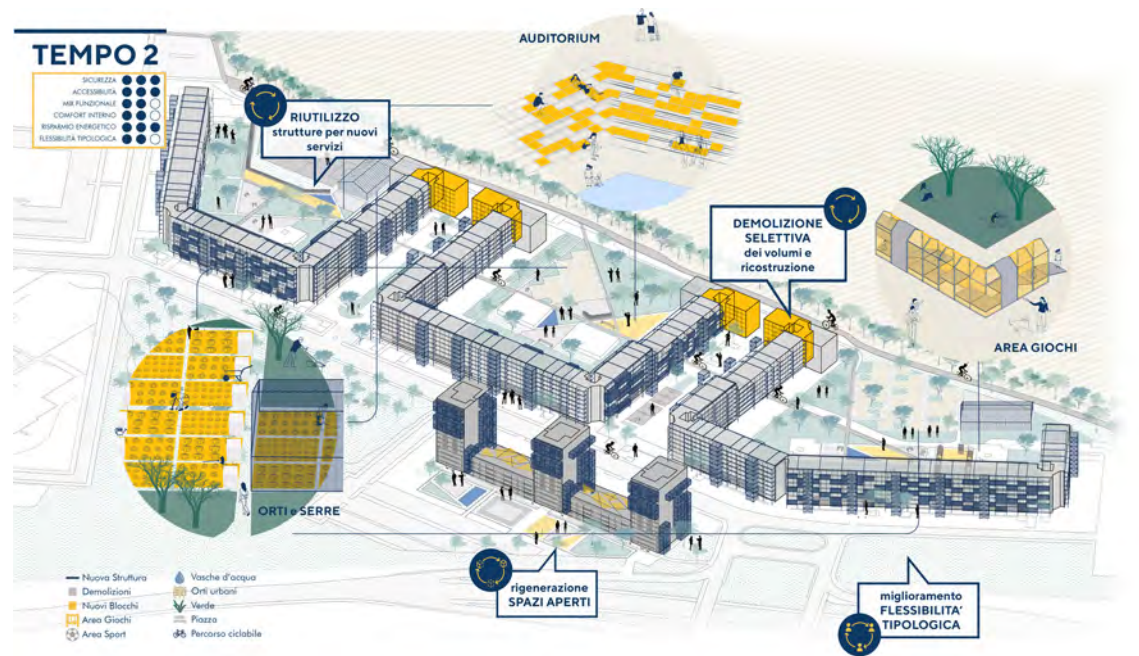 TEMPO 2
SICUREZZA
ACCESSIBILITÀ
MIX FUNZIONALE
COMFORT INTERNO
RISPARMIO ENERGETICO
FLESSIBILITÀ TIPOLOGICA
AUDITORIUM
RIUTILIZZO
strutture per nuovi
servizi
DEMOLIZIONE
SELETTIVA
dei volumi e
ricostruzione
AREA GIOCHI
ORTI e SERRE
rigenerazione
SPAZI APERTI
miglioramento
FLESSIBILITA'
TIPOLOGICA
Nuova Struttura
Demolizioni
Nuovi Blocchi
Area Giochi
Area Sport
Vasche d'acqua
Orti urbani
Verde
Piazza
Percorso ciclabile